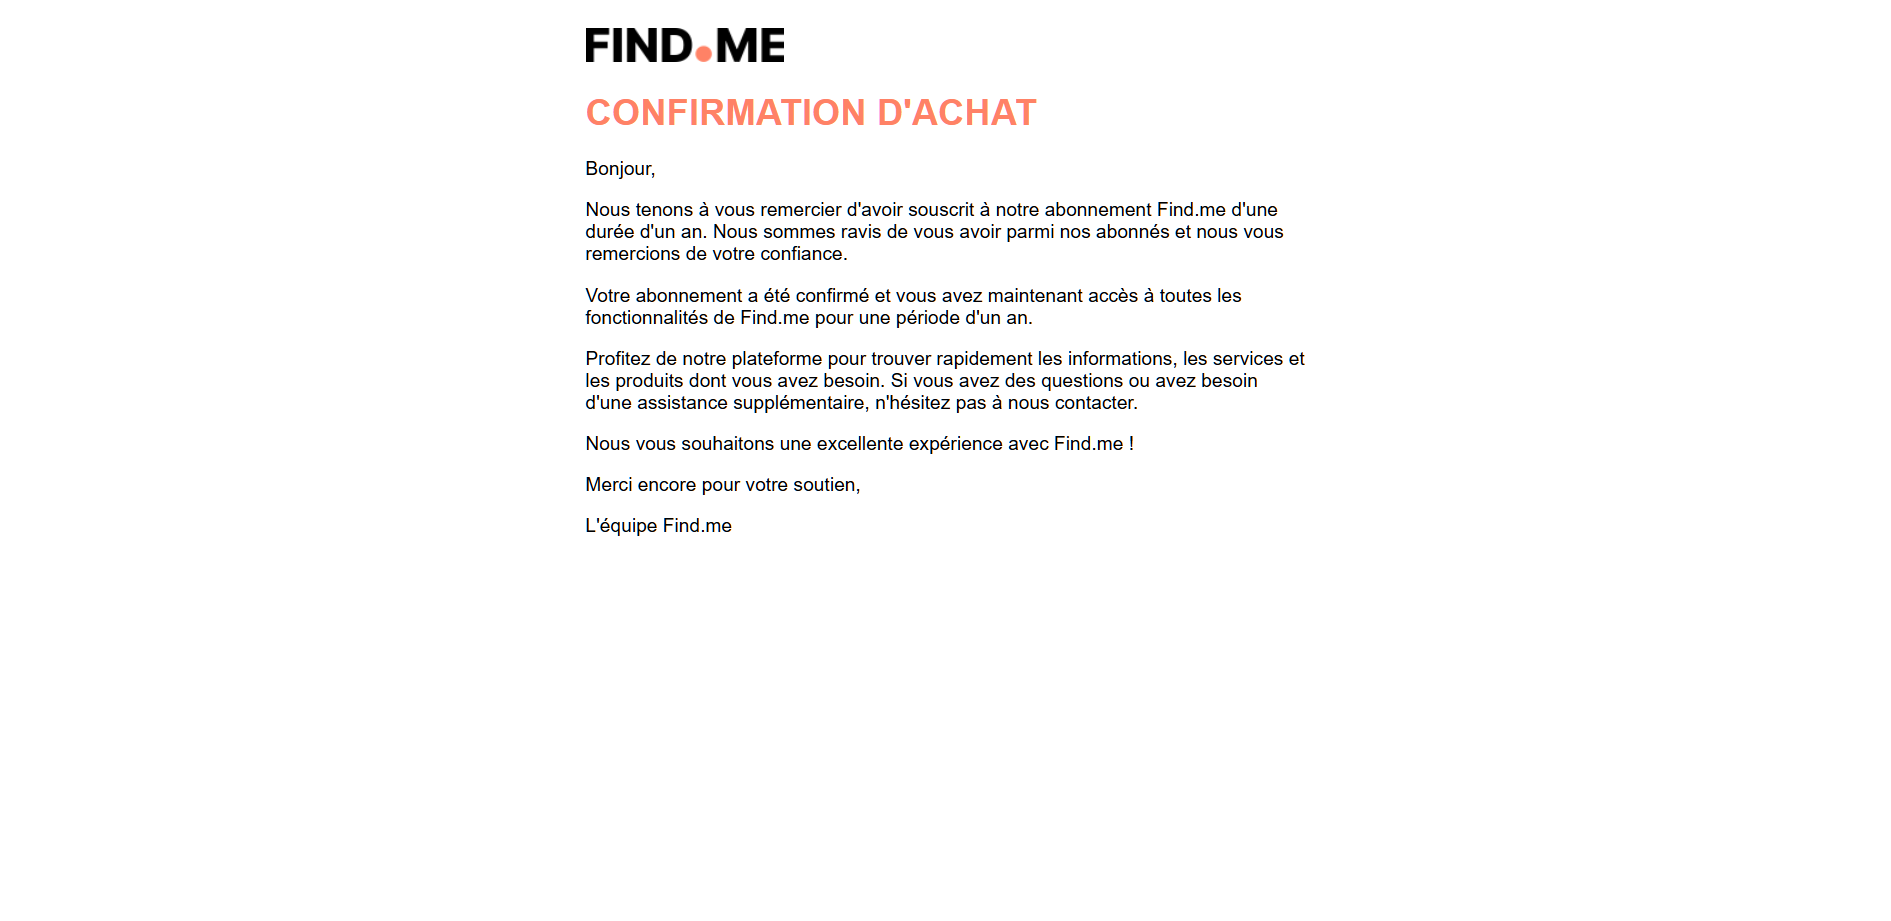 FIND.ME
CONFIRMATION D'ACHAT
Bonjour,
Nous tenons à vous remercier d'avoir souscrit à notre abonnement Find.me d'une
durée d'un an. Nous sommes ravis de vous avoir parmi nos abonnés et nous vous
remercions de votre confiance.
Votre abonnement a été confirmé et vous avez maintenant accès à toutes les
fonctionnalités de Find.me pour une période d'un an.
Profitez de notre plateforme pour trouver rapidement les informations, les services et
les produits dont vous avez besoin. Si vous avez des questions ou avez besoin
d'une assistance supplémentaire, n'hésitez pas à nous contacter.
Nous vous souhaitons une excellente expérience avec Find.me !
Merci encore pour votre soutien,
L'équipe Find.me